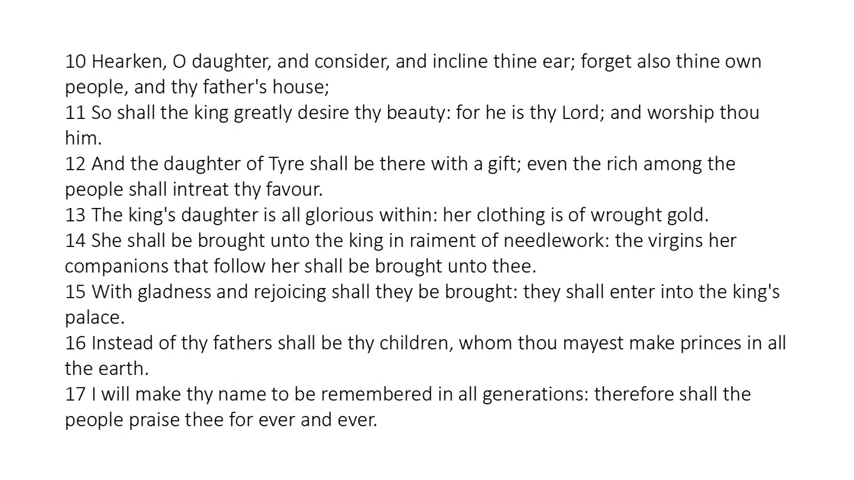 10 Hearken, O daughter, and consider, and incline thine ear; forget also thine own
people, and thy father's house;
11 So shall the king greatly desire thy beauty: for he is thy Lord; and worship thou
him.
12 And the daughter of Tyre shall be there with a gift; even the rich among the
people shall intreat thy favour.
13 The king's daughter is all glorious within: her clothing is of wrought gold.
14 She shall be brought unto the king in raiment of needlework: the virgins her
companions that follow her shall be brought unto thee.
15 With gladness and rejoicing shall they be brought: they shall enter into the king's
palace.
16 Instead of thy fathers shall be thy children, whom thou mayest make princes in all
the earth.
17 I will make thy name to be remembered in all generations: therefore shall the
people praise thee for ever and ever.